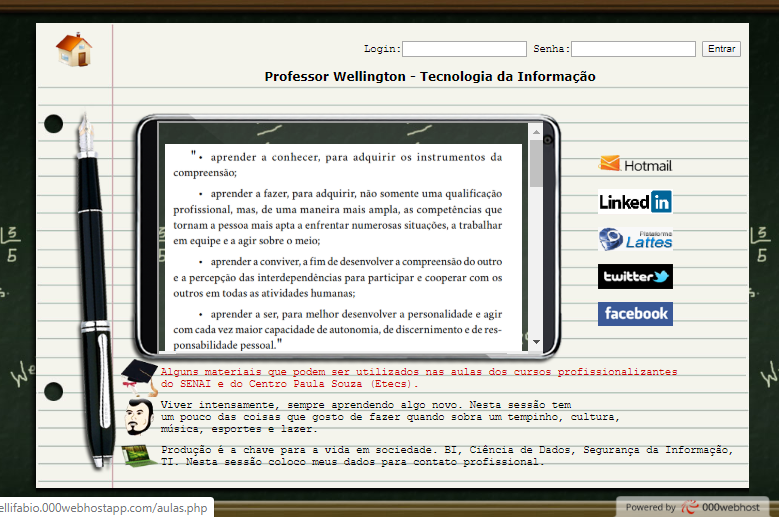 Login: Senha: Entrar
Professor Wellington - Tecnologia da Informação
"• aprender a conhecer, para adquirir os instrumentos da
compreensão;
• aprender a fazer, para adquirir, não somente uma qualificação
profissional, mas, de uma maneira mais ampla, as competências que
tornam a pessoa mais apta a enfrentar numerosas situações, a trabalhar
em equipe e a agir sobre o meio;
• aprender a conviver, a fim de desenvolver a compreensão do outro
e a percepção das interdependências para participar e cooperar com os
outros em todas as atividades humanas;
• aprender a ser, para melhor desenvolver a personalidade e agir
com cada vez maior capacidade de autonomia, de discernimento e de res-
ponsabilidade pessoal."
Hotmail
LinkedIn
Plataforma
Lattes
twitter
facebook
Alguns materiais que podem ser utilizados nas aulas dos cursos profissionalizantes
do SENAI e do Centro Paula Souza (Etecs).
Viver intensamente, sempre aprendendo algo novo. Nesta sessão tem
um pouco das coisas que gosto de fazer quando sobra um tempinho, cultura,
música, esportes e lazer.
Produção é a chave para a vida em sociedade. BI, Ciência de Dados, Segurança da Informação,
TI. Nesta sessão coloco meus dados para contato profissional.
ellifabio.000webhostapp.com/aulas.php
Powered by 000webhost